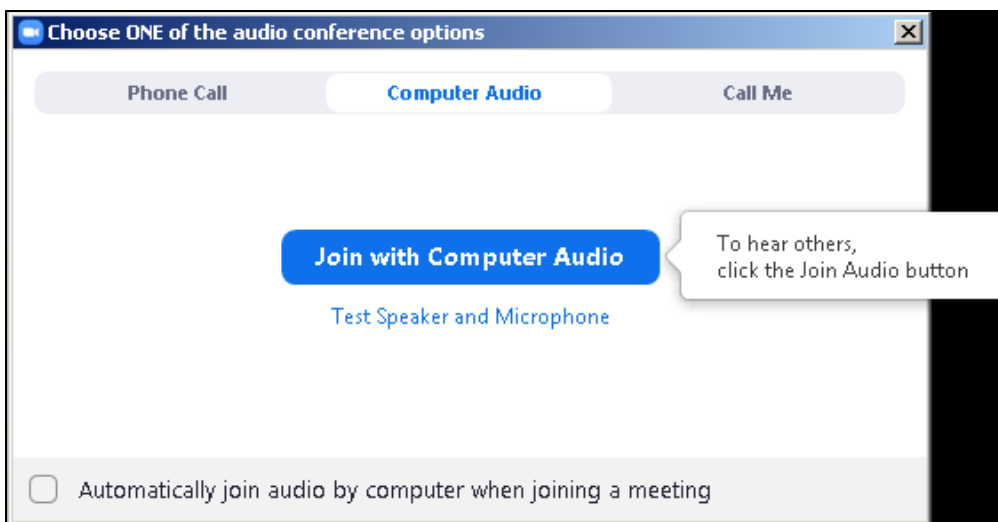 Choose ONE of the audio conference options
Phone Call
Computer Audio
Call Me
Join with Computer Audio
To hear others,
click the Join Audio button
Test Speaker and Microphone
Automatically join audio by computer when joining a meeting